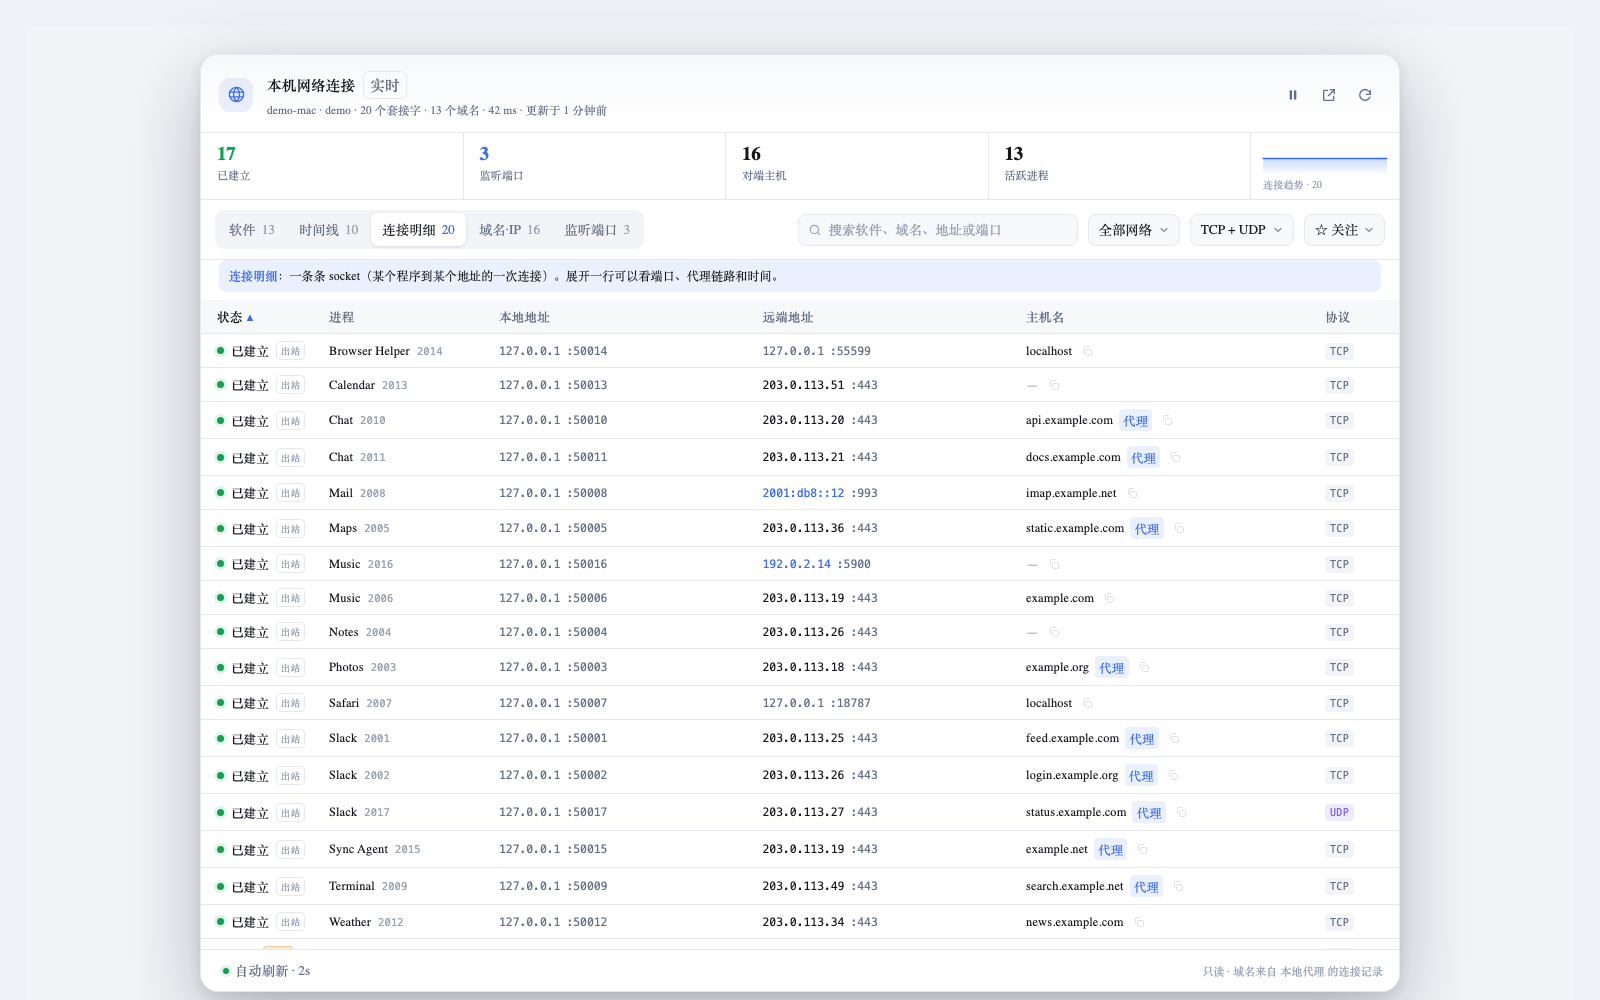 本机网络连接 实时
demo-mac · demo · 20 个套接字 · 13 个域名 · 42 ms · 更新于 1 分钟前
17 已建立
3 监听端口
16 对端主机
13 活跃进程
连接趋势 · 20
软件 13 时间线 10 连接明细 20 域名·IP 16 监听端口 3
搜索软件、域名、地址或端口
全部网络
TCP + UDP
☆ 关注
连接明细：一条条 socket（某个程序到某个地址的一次连接）。展开一行可以看端口、代理链路和时间。
状态 ▲ 进程 本地地址 远端地址 主机名 协议
已建立 出站 Browser Helper 2014 127.0.0.1 :50014 127.0.0.1 :55599 localhost TCP
已建立 出站 Calendar 2013 127.0.0.1 :50013 203.0.113.51 :443 — TCP
已建立 出站 Chat 2010 127.0.0.1 :50010 203.0.113.20 :443 api.example.com 代理 TCP
已建立 出站 Chat 2011 127.0.0.1 :50011 203.0.113.21 :443 docs.example.com 代理 TCP
已建立 出站 Mail 2008 127.0.0.1 :50008 2001:db8::12 :993 imap.example.net TCP
已建立 出站 Maps 2005 127.0.0.1 :50005 203.0.113.36 :443 static.example.com 代理 TCP
已建立 出站 Music 2016 127.0.0.1 :50016 192.0.2.14 :5900 — TCP
已建立 出站 Music 2006 127.0.0.1 :50006 203.0.113.19 :443 example.com TCP
已建立 出站 Notes 2004 127.0.0.1 :50004 203.0.113.26 :443 — TCP
已建立 出站 Photos 2003 127.0.0.1 :50003 203.0.113.18 :443 example.org 代理 TCP
已建立 出站 Safari 2007 127.0.0.1 :50007 127.0.0.1 :18787 localhost TCP
已建立 出站 Slack 2001 127.0.0.1 :50001 203.0.113.25 :443 feed.example.com 代理 TCP
已建立 出站 Slack 2002 127.0.0.1 :50002 203.0.113.26 :443 login.example.org 代理 TCP
已建立 出站 Slack 2017 127.0.0.1 :50017 203.0.113.27 :443 status.example.com 代理 UDP
已建立 出站 Sync Agent 2015 127.0.0.1 :50015 203.0.113.19 :443 example.net 代理 TCP
已建立 出站 Terminal 2009 127.0.0.1 :50009 203.0.113.49 :443 search.example.net 代理 TCP
已建立 出站 Weather 2012 127.0.0.1 :50012 203.0.113.34 :443 news.example.com TCP
自动刷新 · 2s
只读 · 域名来自 本地代理 的连接记录